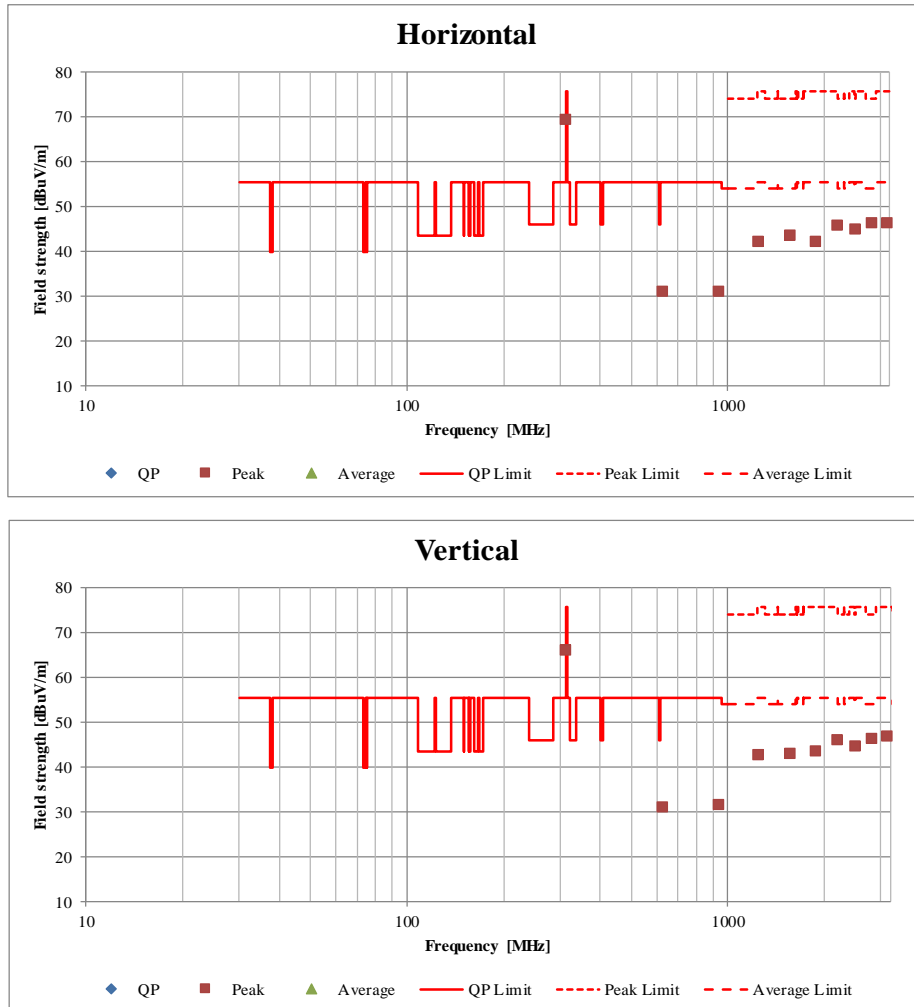 Horizontal
Field strength [dBuV/m]
80
70
60
50
40
30
20
10
10
100
1000
Frequency [MHz]
QP
Peak
Average
QP Limit
Peak Limit
Average Limit
Vertical
Field strength [dBuV/m]
80
70
60
50
40
30
20
10
10
100
1000
Frequency [MHz]
QP
Peak
Average
QP Limit
Peak Limit
Average Limit